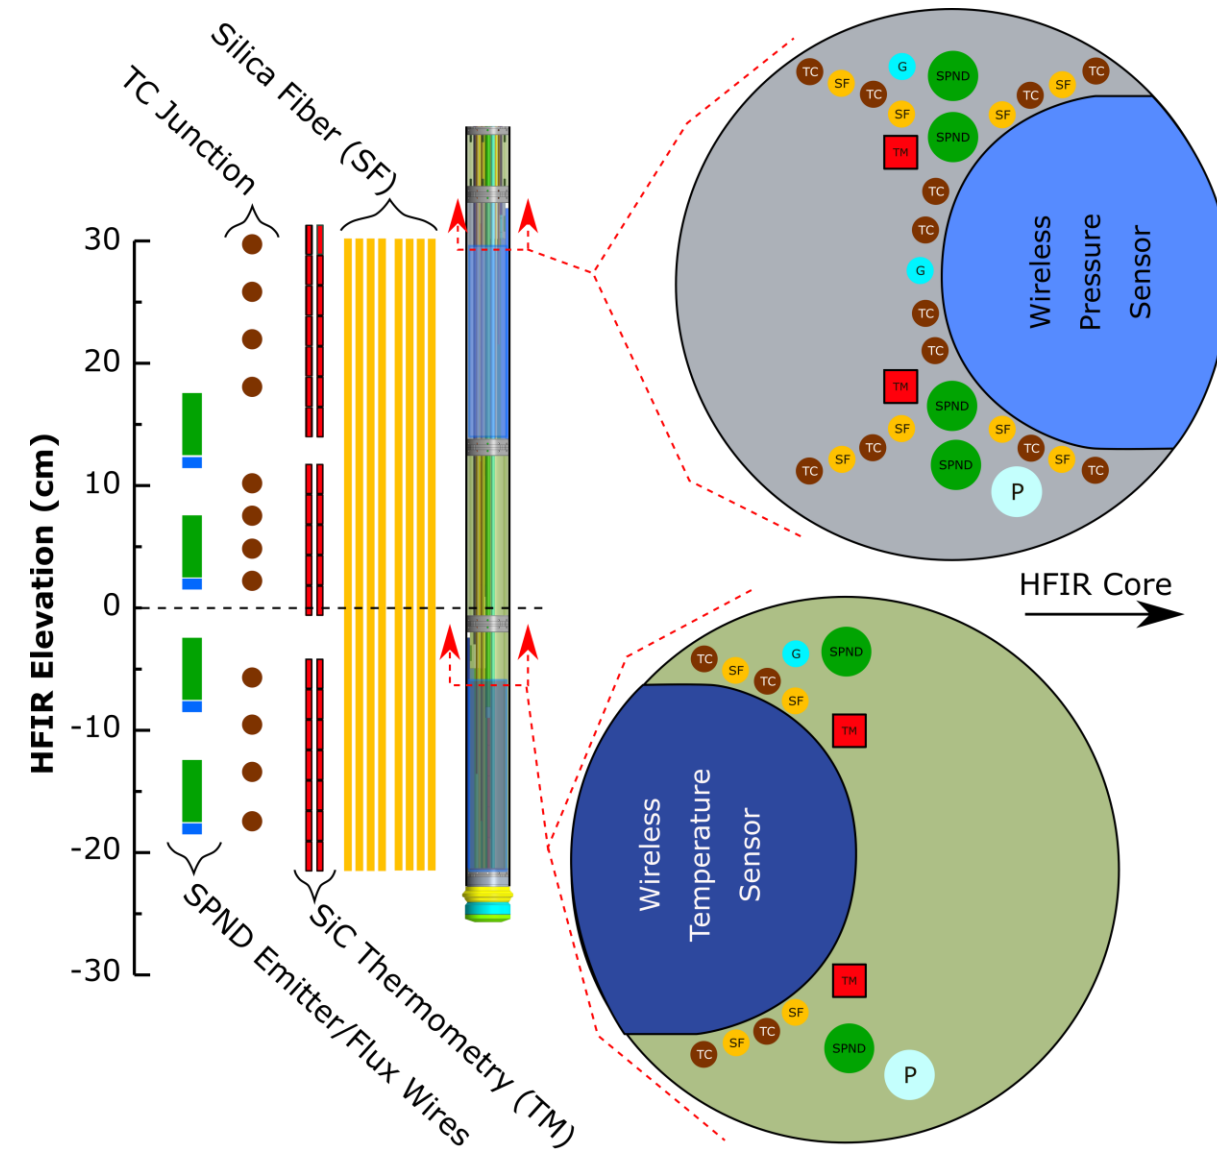 Silica Fiber (SF)
TC Junction
HFIR Elevation (cm)
30
20
10
0
-10
-20
-30
SPND Emitter/Flux Wires
SiC Thermometry (TM)
TC
SF
TC
G
SF
SPND
SPND
SF
TC
SF
TC
TM
TC
TC
G
TC
TC
TM
SPND
SF
TC
SF
TC
SPND
SF
TC
SF
TC
P
Wireless
Pressure
Sensor
HFIR Core
TC
SF
TC
G
SF
SPND
TM
Wireless
Temperature
Sensor
TM
SF
TC
SF
TC
SPND
P